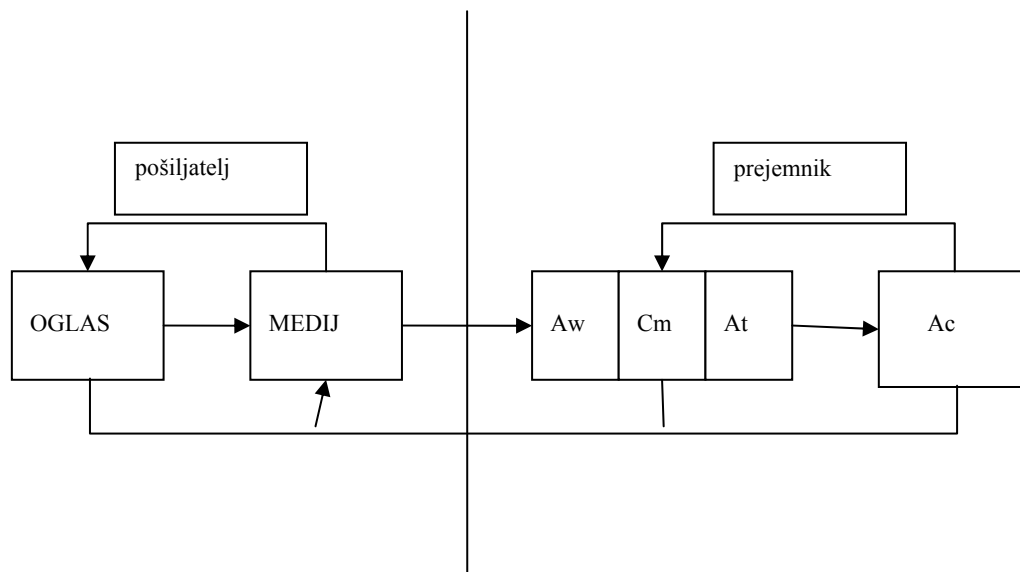 pošiljatelj
prejemnik
OGLAS
MEDIJ
Aw
Cm
At
Ac